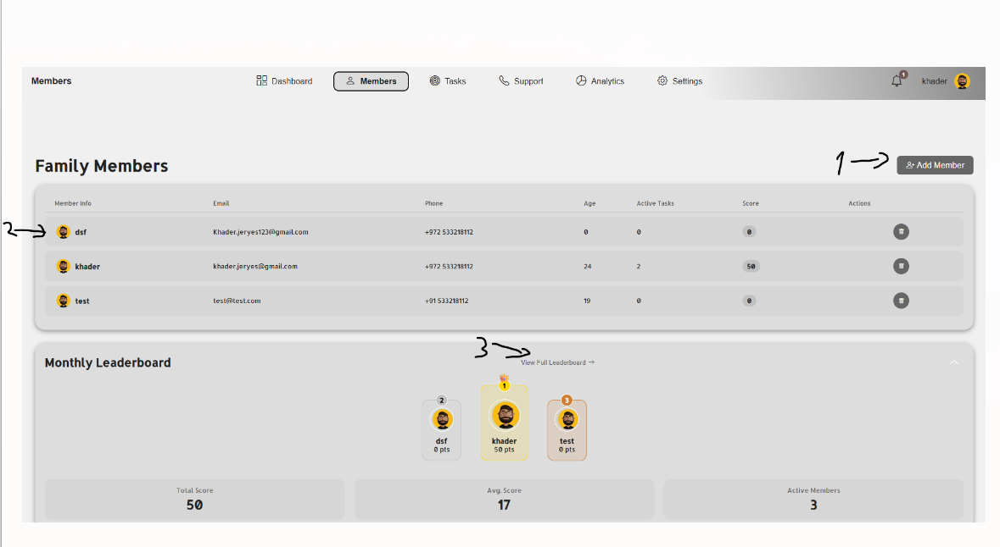 Members Dashboard Members Tasks Support Analytics Settings 1 khader
Family Members 1 Add Member
Member Info Email Phone Age Active Tasks Score Actions
2 dsf Khader.jeryes123@gmail.com +972 533218112 0 0 0
khader khader.jeryes@gmail.com +972 533218112 24 2 50
test test@test.com +91 533218112 19 0 0
3
Monthly Leaderboard View Full Leaderboard →
2 1 3
dsf khader test
0 pts 50 pts 0 pts
Total Score Avg. Score Active Members
50 17 3